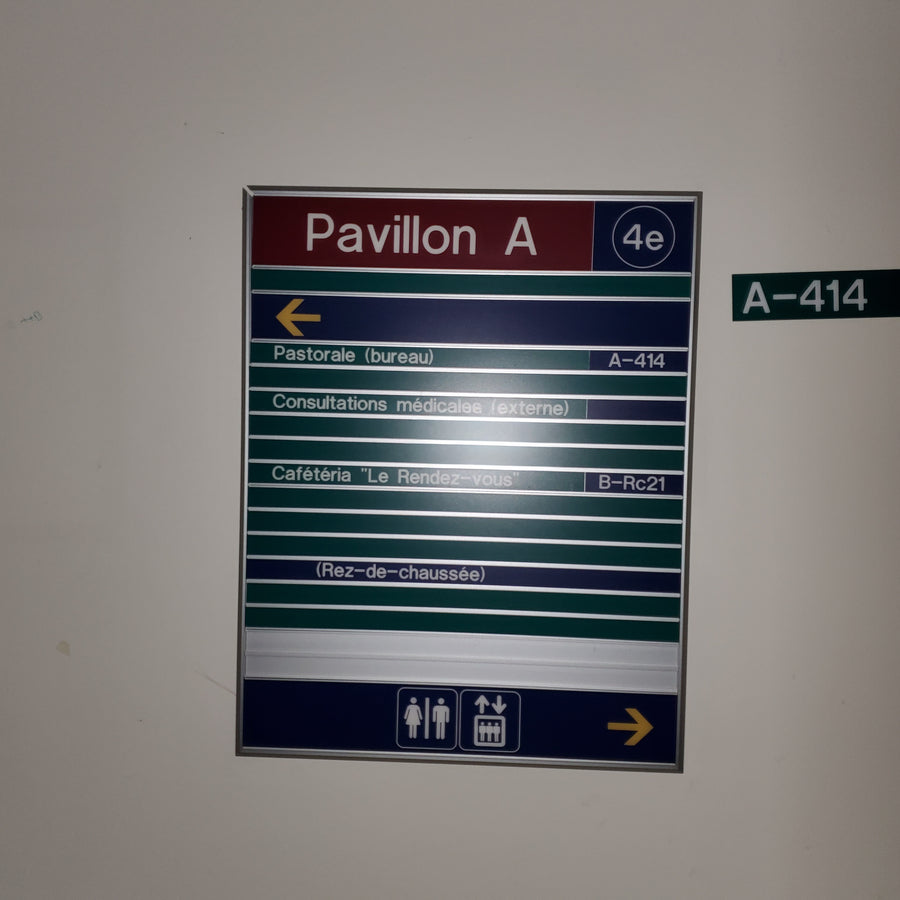 Pavillon A 4e
A-414
Pastorale (bureau) A-414
Consultations médicales (externe)
Cafétéria "Le Rendez-vous" B-Rc21
(Rez-de-chaussée)